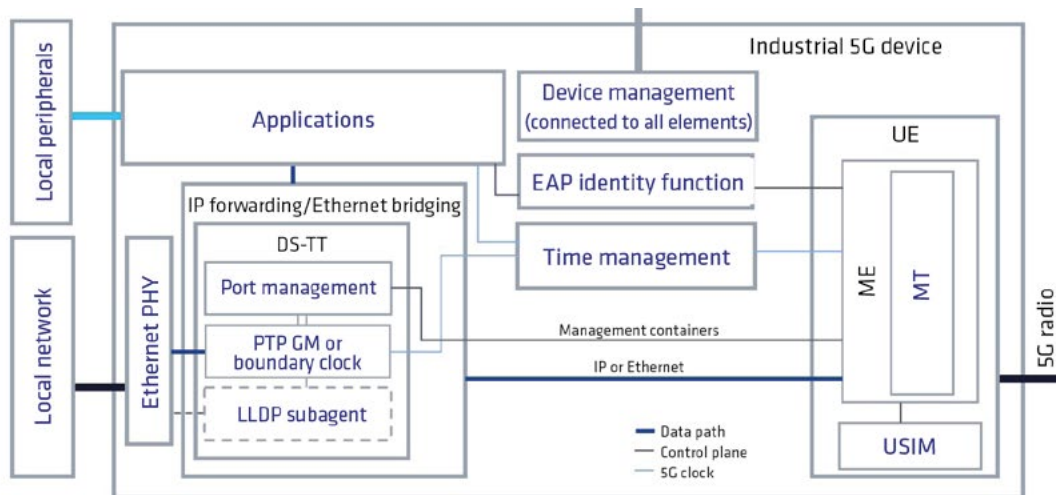 Industrial 5G device
Local peripherals
Applications
Device management
(connected to all elements)
UE
EAP identity function
IP forwarding/Ethernet bridging
DS-TT
Time management
ME
MT
Port management
Local network
Ethernet PHY
PTP GM or
boundary clock
Management containers
IP or Ethernet
5G radio
LLDP subagent
Data path
Control plane
5G clock
USIM